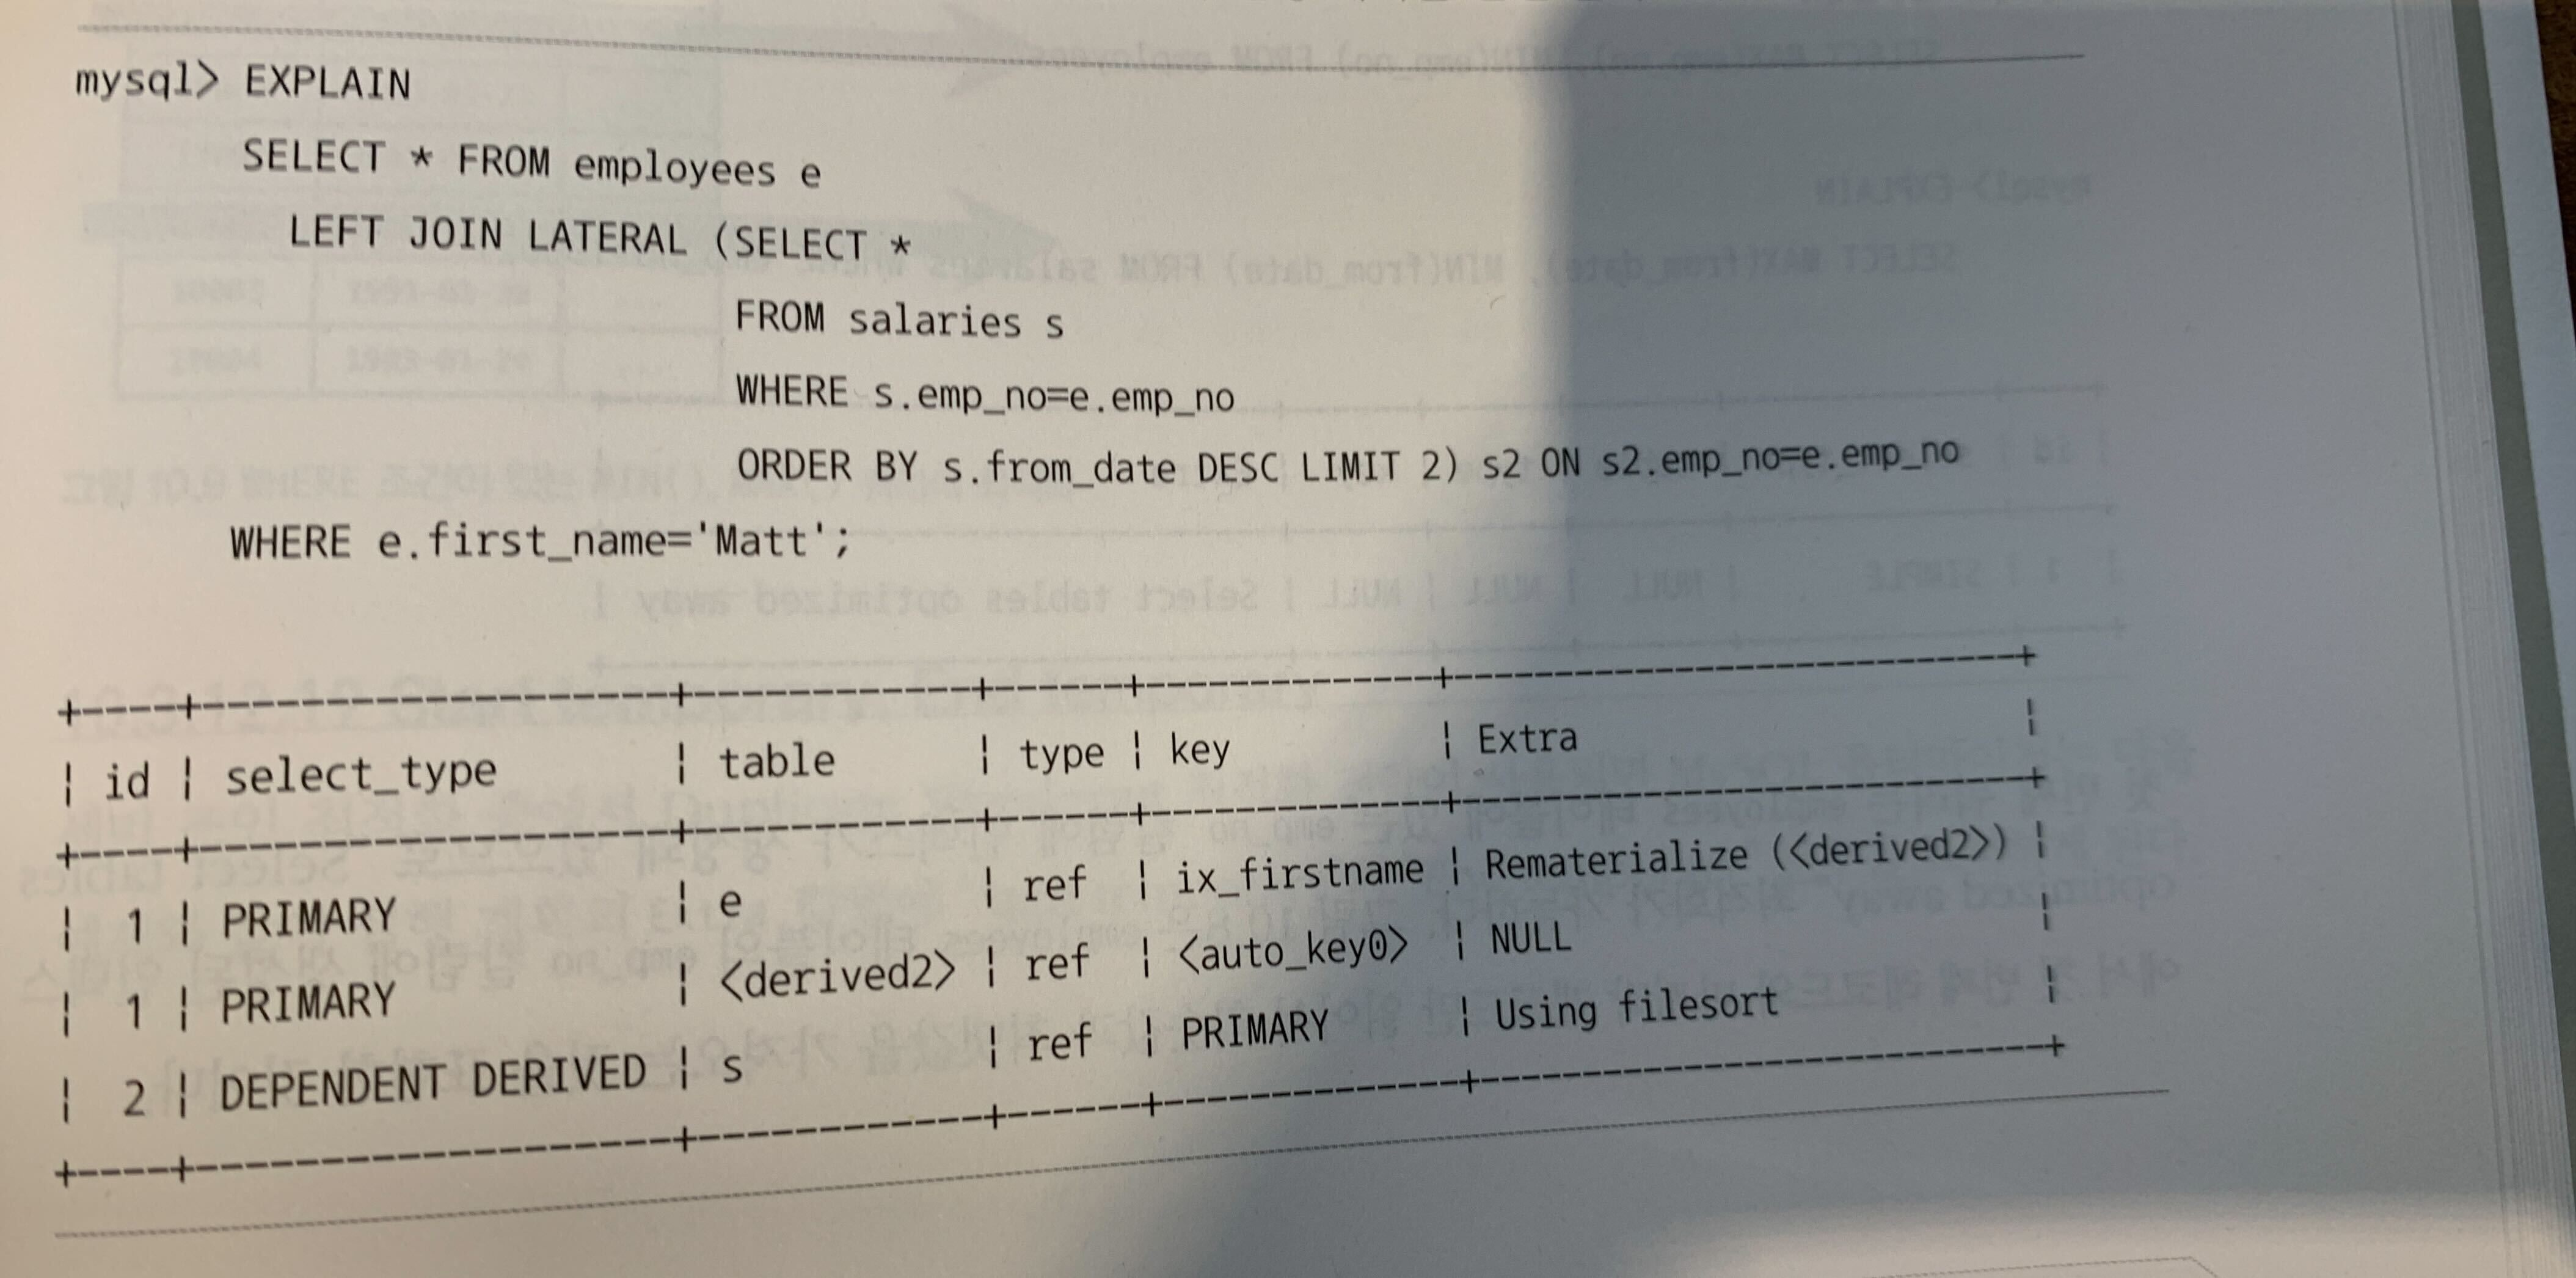 mysql> EXPLAIN
SELECT * FROM employees e
LEFT JOIN LATERAL (SELECT *
FROM salaries s
WHERE s.emp_no=e.emp_no
ORDER BY s.from_date DESC LIMIT 2) s2 ON s2.emp_no=e.emp_no
WHERE e.first_name='Matt';
+----+-------------------+------------+------+--------------+----------------------------+
| id | select_type | table | type | key | Extra |
+----+-------------------+------------+------+--------------+----------------------------+
| 1 | PRIMARY | e | ref | ix_firstname | Rematerialize (<derived2>) |
| 1 | PRIMARY | <derived2> | ref | <auto_key0> | NULL |
| 2 | DEPENDENT DERIVED | s | ref | PRIMARY | Using filesort |
+----+-------------------+------------+------+--------------+----------------------------+